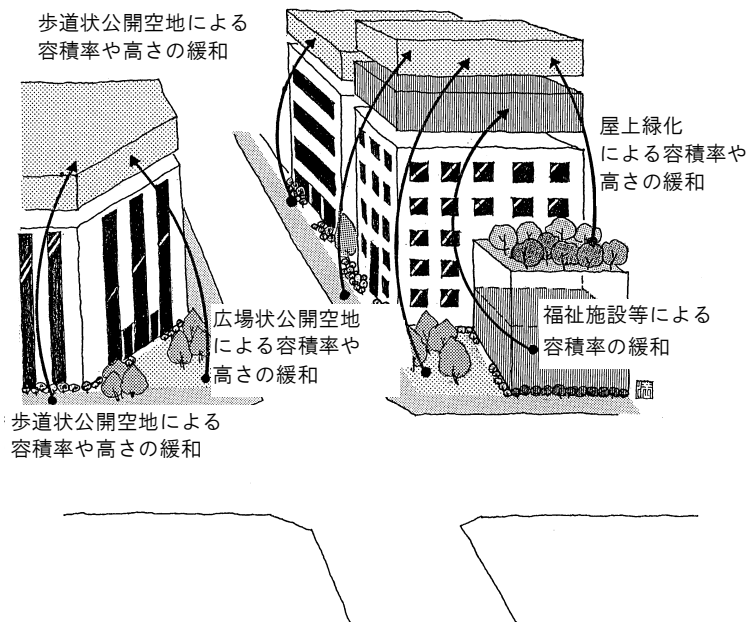 歩道状公開空地による
容積率や高さの緩和
屋上緑化
による容積率や
高さの緩和
広場状公開空地
による容積率や
高さの緩和
福祉施設等による
容積率の緩和
歩道状公開空地による
容積率や高さの緩和